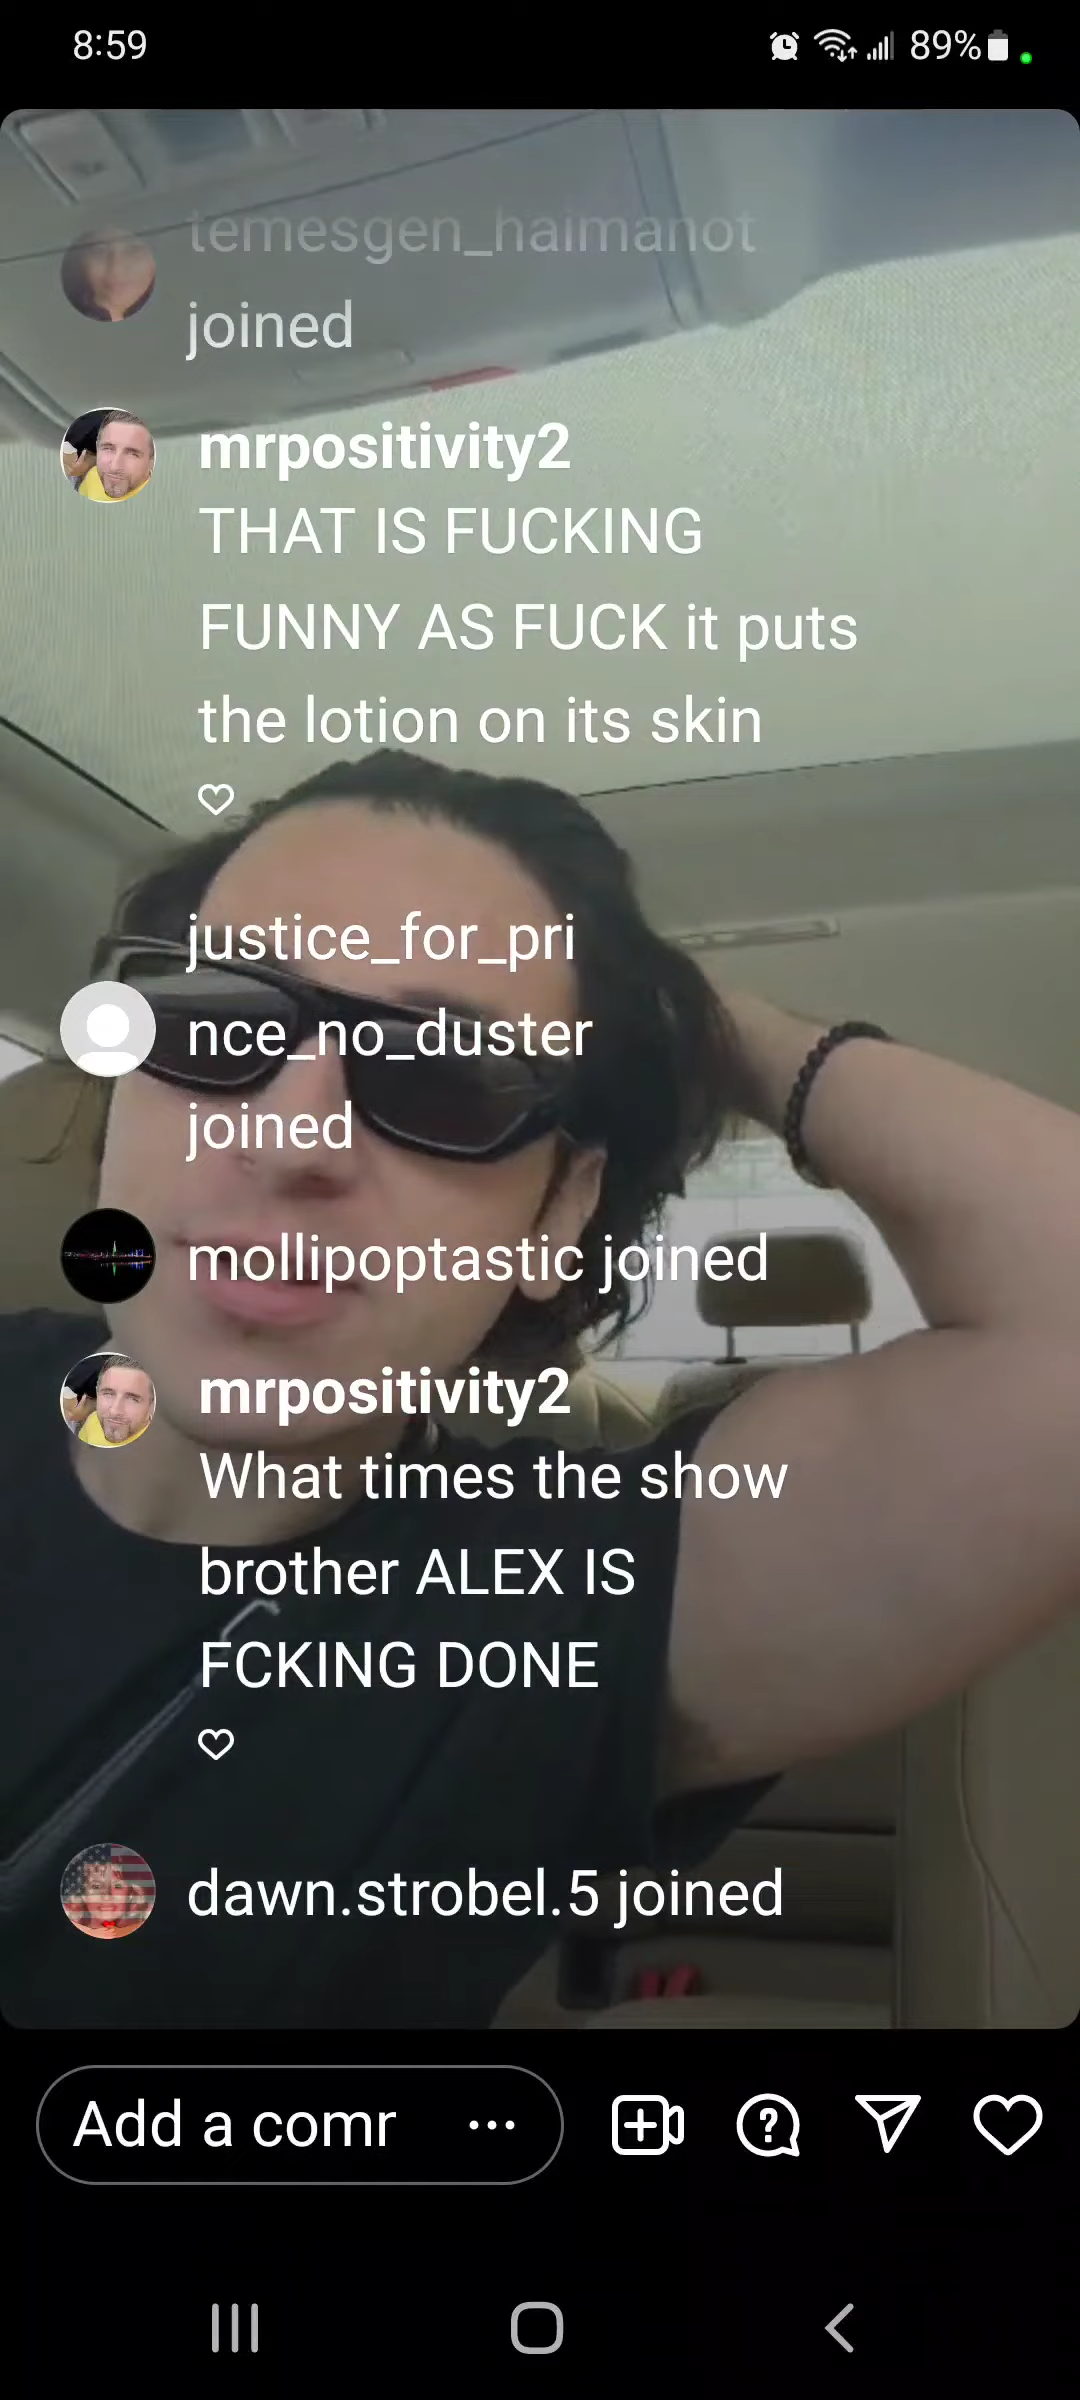 8:59
89%
temesgen_haimanot
joined
mrpositivity2
THAT IS FUCKING
FUNNY AS FUCK it puts
the lotion on its skin
justice_for_pri
nce_no_duster
joined
mollipoptastic joined
mrpositivity2
What times the show
brother ALEX IS
FCKING DONE
dawn.strobel.5 joined
Add a comr